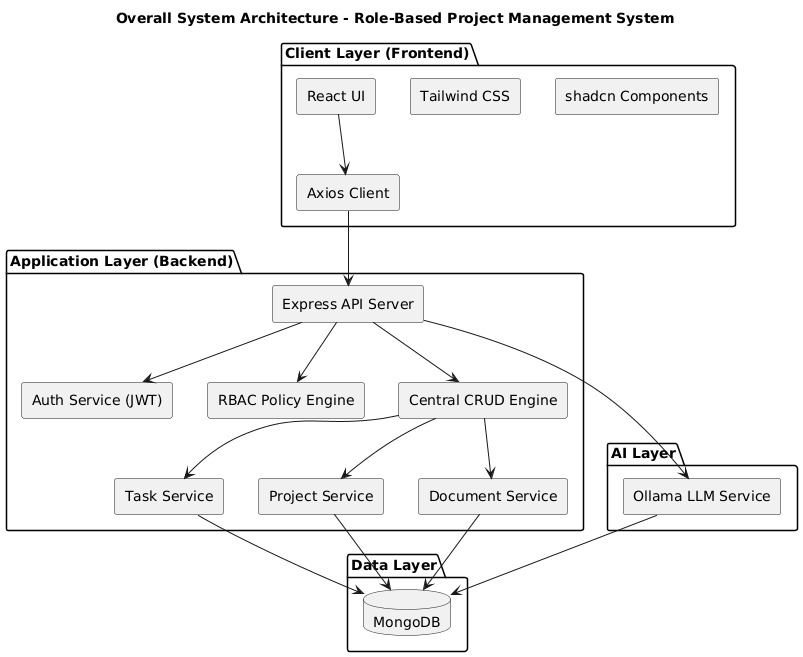 Overall System Architecture - Role-Based Project Management System
Client Layer (Frontend)
React UI
Tailwind CSS
shadcn Components
Axios Client
Application Layer (Backend)
Express API Server
Auth Service (JWT)
RBAC Policy Engine
Central CRUD Engine
AI Layer
Task Service
Project Service
Document Service
Ollama LLM Service
Data Layer
MongoDB